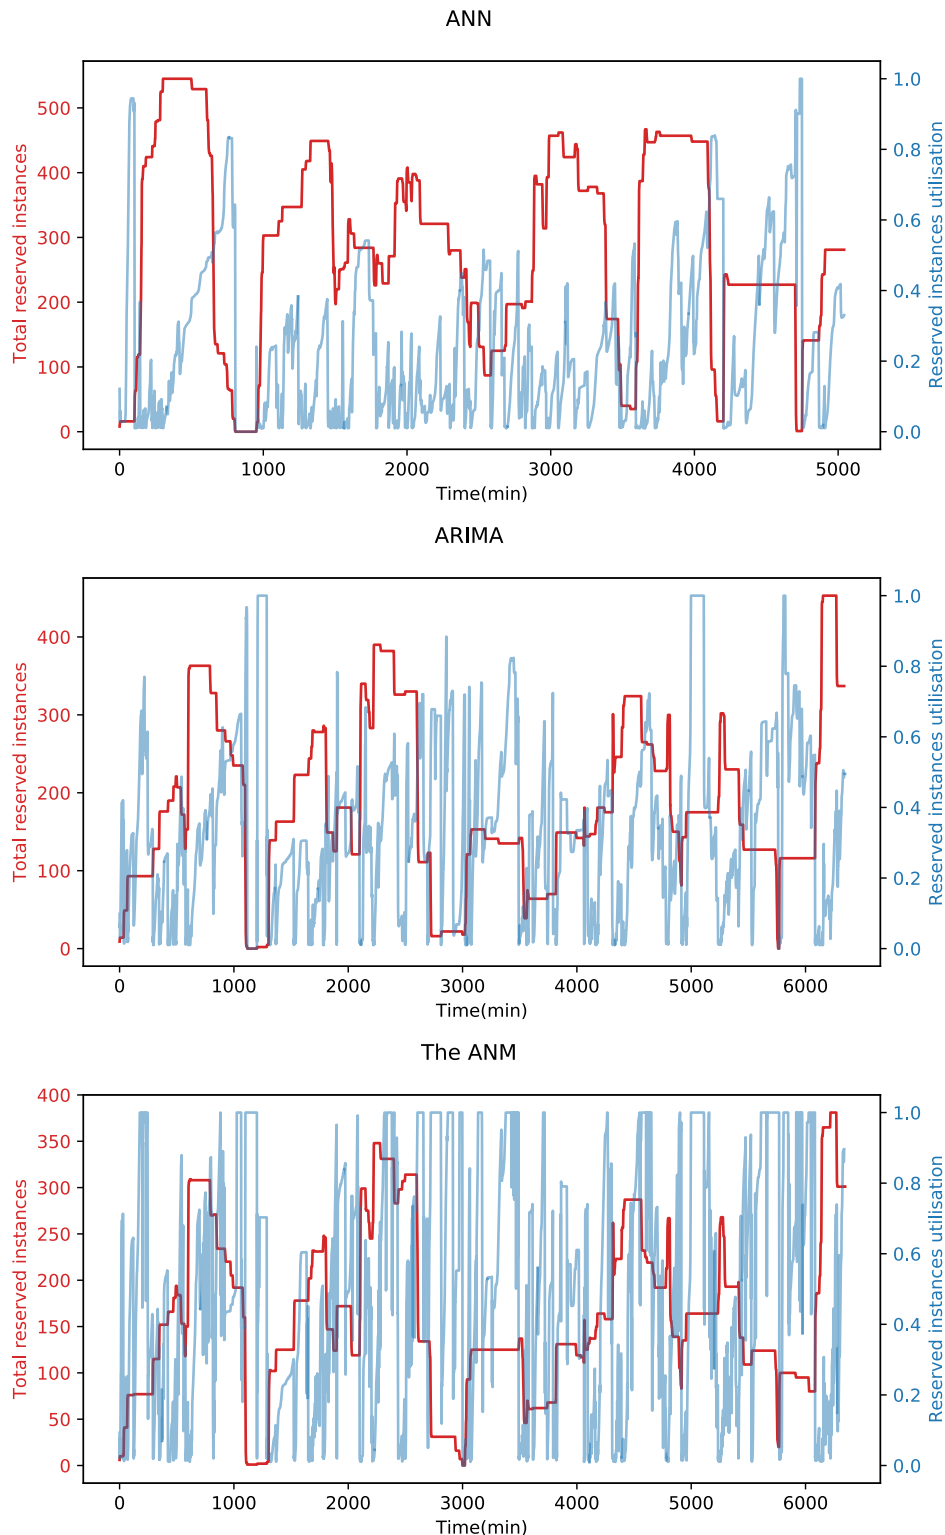 ANN
500
400
300
200
100
0
Total reserved instances
1.0
0.8
0.6
0.4
0.2
0.0
Reserved instances utilisation
0 1000 2000 3000 4000 5000
Time(min)
ARIMA
400
300
200
100
0
Total reserved instances
1.0
0.8
0.6
0.4
0.2
0.0
Reserved instances utilisation
0 1000 2000 3000 4000 5000 6000
Time(min)
The ANM
400
350
300
250
200
150
100
50
0
Total reserved instances
1.0
0.8
0.6
0.4
0.2
0.0
Reserved instances utilisation
0 1000 2000 3000 4000 5000 6000
Time(min)